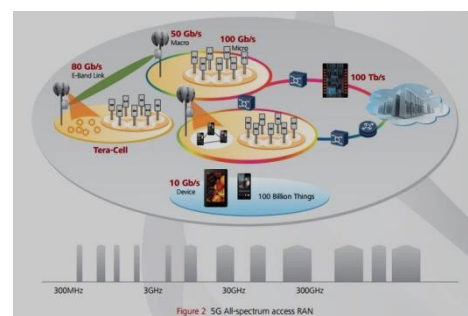 50 Gb/s
Macro
100 Gb/s
Micro
80 Gb/s
E-Band Link
100 Tb/s
Tera-Cell
10 Gb/s
Device
100 Billion Things
300MHz 3GHz 30GHz 300GHz
Figure 2 5G All-spectrum access RAN